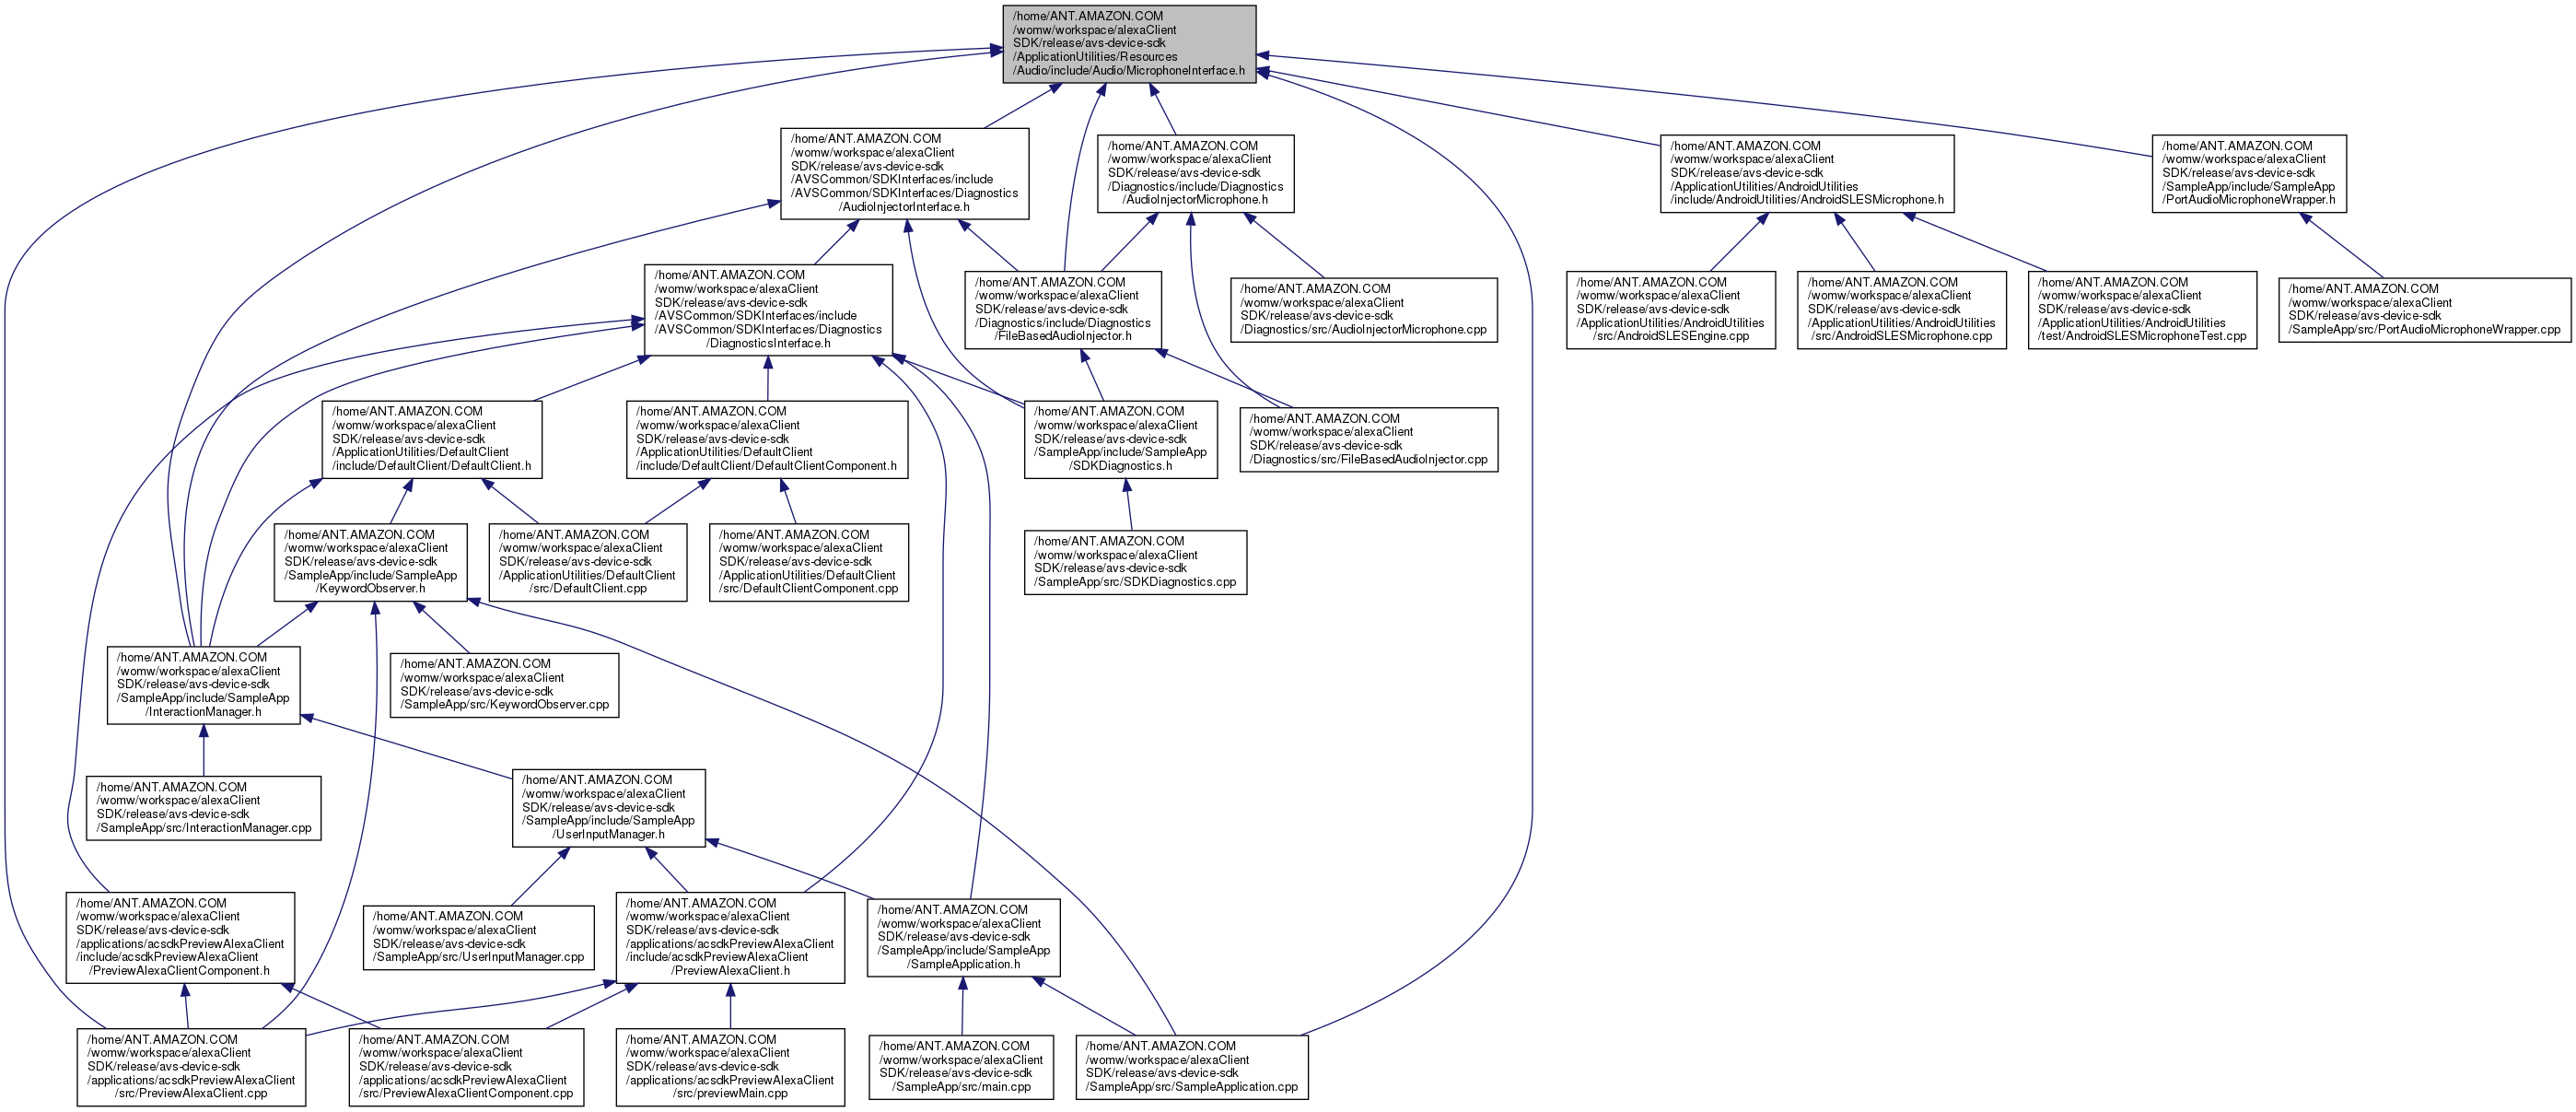 /home/ANT.AMAZON.COM
/womw/workspace/alexaClient
SDK/release/avs-device-sdk
/ApplicationUtilities/Resources
/Audio/include/Audio/MicrophoneInterface.h
/home/ANT.AMAZON.COM
/womw/workspace/alexaClient
SDK/release/avs-device-sdk
/AVSCommon/SDKInterfaces/include
/AVSCommon/SDKInterfaces/Diagnostics
/AudioInjectorInterface.h
/home/ANT.AMAZON.COM
/womw/workspace/alexaClient
SDK/release/avs-device-sdk
/Diagnostics/include/Diagnostics
/AudioInjectorMicrophone.h
/home/ANT.AMAZON.COM
/womw/workspace/alexaClient
SDK/release/avs-device-sdk
/ApplicationUtilities/AndroidUtilities
/include/AndroidUtilities/AndroidSLESMicrophone.h
/home/ANT.AMAZON.COM
/womw/workspace/alexaClient
SDK/release/avs-device-sdk
/SampleApp/include/SampleApp
/PortAudioMicrophoneWrapper.h
/home/ANT.AMAZON.COM
/womw/workspace/alexaClient
SDK/release/avs-device-sdk
/AVSCommon/SDKInterfaces/include
/AVSCommon/SDKInterfaces/Diagnostics
/DiagnosticsInterface.h
/home/ANT.AMAZON.COM
/womw/workspace/alexaClient
SDK/release/avs-device-sdk
/Diagnostics/include/Diagnostics
/FileBasedAudioInjector.h
/home/ANT.AMAZON.COM
/womw/workspace/alexaClient
SDK/release/avs-device-sdk
/Diagnostics/src/AudioInjectorMicrophone.cpp
/home/ANT.AMAZON.COM
/womw/workspace/alexaClient
SDK/release/avs-device-sdk
/ApplicationUtilities/AndroidUtilities
/src/AndroidSLESEngine.cpp
/home/ANT.AMAZON.COM
/womw/workspace/alexaClient
SDK/release/avs-device-sdk
/ApplicationUtilities/AndroidUtilities
/src/AndroidSLESMicrophone.cpp
/home/ANT.AMAZON.COM
/womw/workspace/alexaClient
SDK/release/avs-device-sdk
/ApplicationUtilities/AndroidUtilities
/test/AndroidSLESMicrophoneTest.cpp
/home/ANT.AMAZON.COM
/womw/workspace/alexaClient
SDK/release/avs-device-sdk
/SampleApp/src/PortAudioMicrophoneWrapper.cpp
/home/ANT.AMAZON.COM
/womw/workspace/alexaClient
SDK/release/avs-device-sdk
/ApplicationUtilities/DefaultClient
/include/DefaultClient/DefaultClient.h
/home/ANT.AMAZON.COM
/womw/workspace/alexaClient
SDK/release/avs-device-sdk
/ApplicationUtilities/DefaultClient
/include/DefaultClient/DefaultClientComponent.h
/home/ANT.AMAZON.COM
/womw/workspace/alexaClient
SDK/release/avs-device-sdk
/SampleApp/include/SampleApp
/SDKDiagnostics.h
/home/ANT.AMAZON.COM
/womw/workspace/alexaClient
SDK/release/avs-device-sdk
/Diagnostics/src/FileBasedAudioInjector.cpp
/home/ANT.AMAZON.COM
/womw/workspace/alexaClient
SDK/release/avs-device-sdk
/SampleApp/include/SampleApp
/KeywordObserver.h
/home/ANT.AMAZON.COM
/womw/workspace/alexaClient
SDK/release/avs-device-sdk
/ApplicationUtilities/DefaultClient
/src/DefaultClient.cpp
/home/ANT.AMAZON.COM
/womw/workspace/alexaClient
SDK/release/avs-device-sdk
/ApplicationUtilities/DefaultClient
/src/DefaultClientComponent.cpp
/home/ANT.AMAZON.COM
/womw/workspace/alexaClient
SDK/release/avs-device-sdk
/SampleApp/src/SDKDiagnostics.cpp
/home/ANT.AMAZON.COM
/womw/workspace/alexaClient
SDK/release/avs-device-sdk
/SampleApp/include/SampleApp
/InteractionManager.h
/home/ANT.AMAZON.COM
/womw/workspace/alexaClient
SDK/release/avs-device-sdk
/SampleApp/src/KeywordObserver.cpp
/home/ANT.AMAZON.COM
/womw/workspace/alexaClient
SDK/release/avs-device-sdk
/SampleApp/src/InteractionManager.cpp
/home/ANT.AMAZON.COM
/womw/workspace/alexaClient
SDK/release/avs-device-sdk
/SampleApp/include/SampleApp
/UserInputManager.h
/home/ANT.AMAZON.COM
/womw/workspace/alexaClient
SDK/release/avs-device-sdk
/applications/acsdkPreviewAlexaClient
/include/acsdkPreviewAlexaClient
/PreviewAlexaClientComponent.h
/home/ANT.AMAZON.COM
/womw/workspace/alexaClient
SDK/release/avs-device-sdk
/SampleApp/src/UserInputManager.cpp
/home/ANT.AMAZON.COM
/womw/workspace/alexaClient
SDK/release/avs-device-sdk
/applications/acsdkPreviewAlexaClient
/include/acsdkPreviewAlexaClient
/PreviewAlexaClient.h
/home/ANT.AMAZON.COM
/womw/workspace/alexaClient
SDK/release/avs-device-sdk
/SampleApp/include/SampleApp
/SampleApplication.h
/home/ANT.AMAZON.COM
/womw/workspace/alexaClient
SDK/release/avs-device-sdk
/applications/acsdkPreviewAlexaClient
/src/PreviewAlexaClient.cpp
/home/ANT.AMAZON.COM
/womw/workspace/alexaClient
SDK/release/avs-device-sdk
/applications/acsdkPreviewAlexaClient
/src/PreviewAlexaClientComponent.cpp
/home/ANT.AMAZON.COM
/womw/workspace/alexaClient
SDK/release/avs-device-sdk
/applications/acsdkPreviewAlexaClient
/src/previewMain.cpp
/home/ANT.AMAZON.COM
/womw/workspace/alexaClient
SDK/release/avs-device-sdk
/SampleApp/src/main.cpp
/home/ANT.AMAZON.COM
/womw/workspace/alexaClient
SDK/release/avs-device-sdk
/SampleApp/src/SampleApplication.cpp